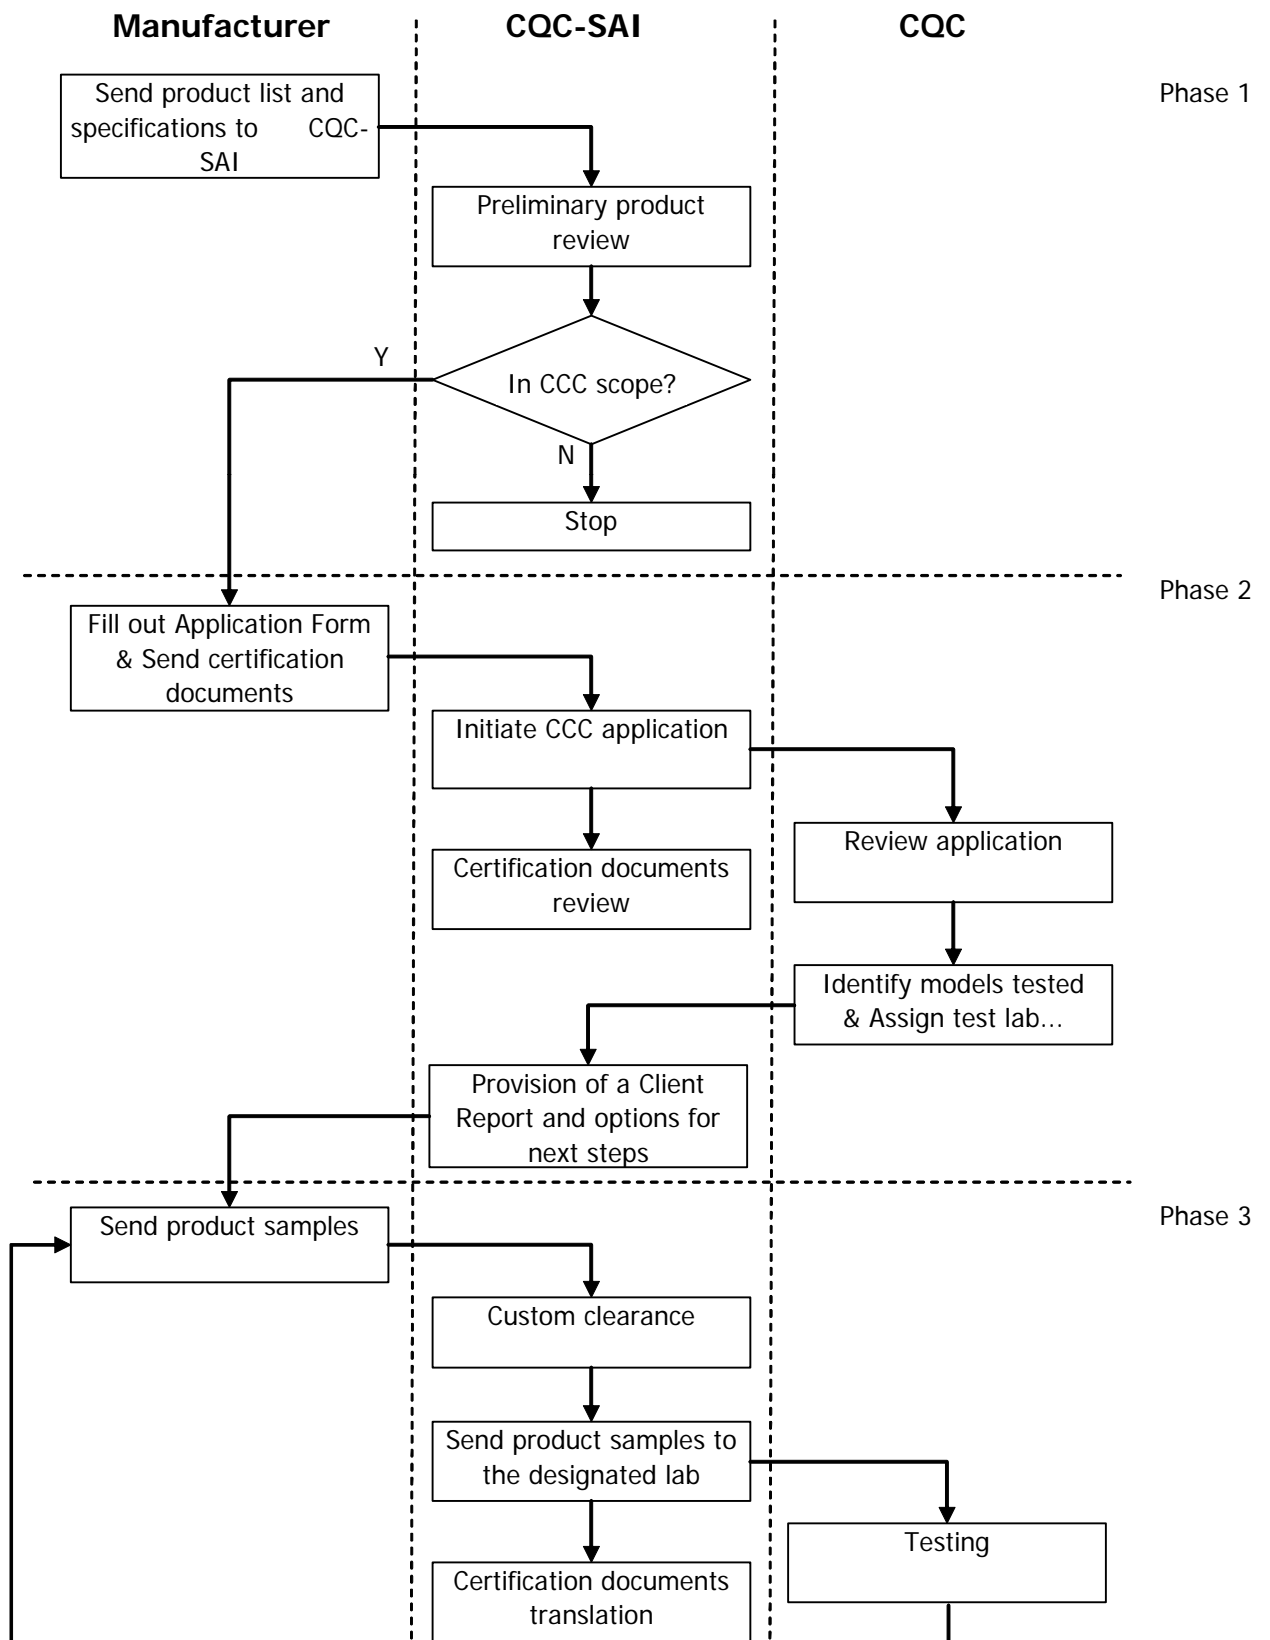 Manufacturer
CQC-SAI
CQC
Phase 1
Send product list and
specifications to CQC-
SAI
Preliminary product
review
In CCC scope?
Y
N
Stop
Phase 2
Fill out Application Form
& Send certification
documents
Initiate CCC application
Review application
Certification documents
review
Identify models tested
& Assign test lab...
Provision of a Client
Report and options for
next steps
Phase 3
Send product samples
Custom clearance
Send product samples to
the designated lab
Testing
Certification documents
translation